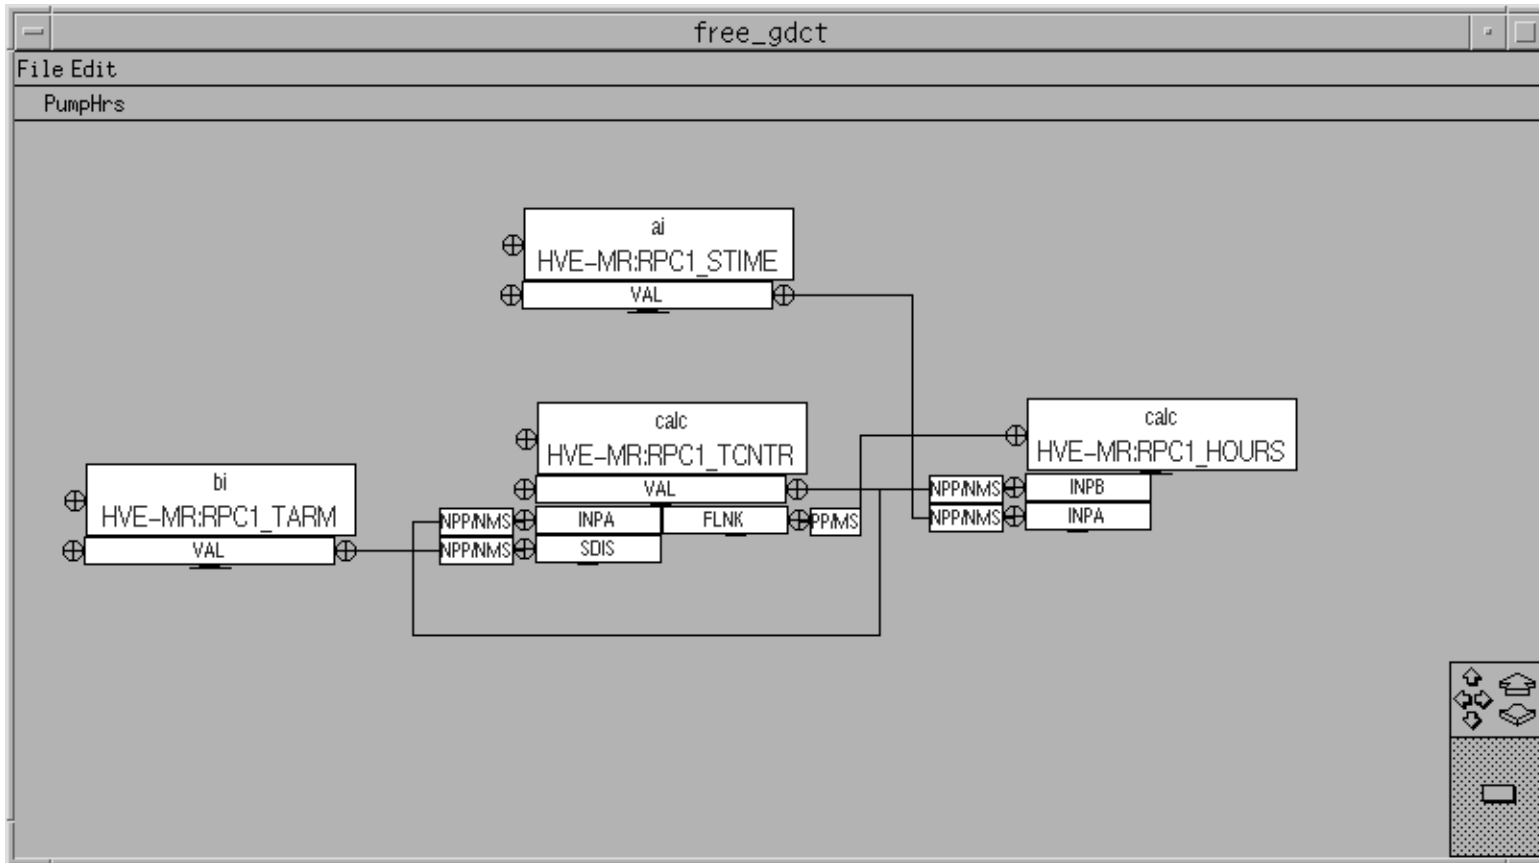 free_gdct
File Edit
PumpHrs
ai
HVE-MR:RPC1_STIME
VAL
calc
HVE-MR:RPC1_TCNTR
VAL
NPP/NMS INPA FLNK PP/MS
NPP/NMS SDIS
calc
HVE-MR:RPC1_HOURS
NPP/NMS INPB
NPP/NMS INPA
bi
HVE-MR:RPC1_TARM
VAL